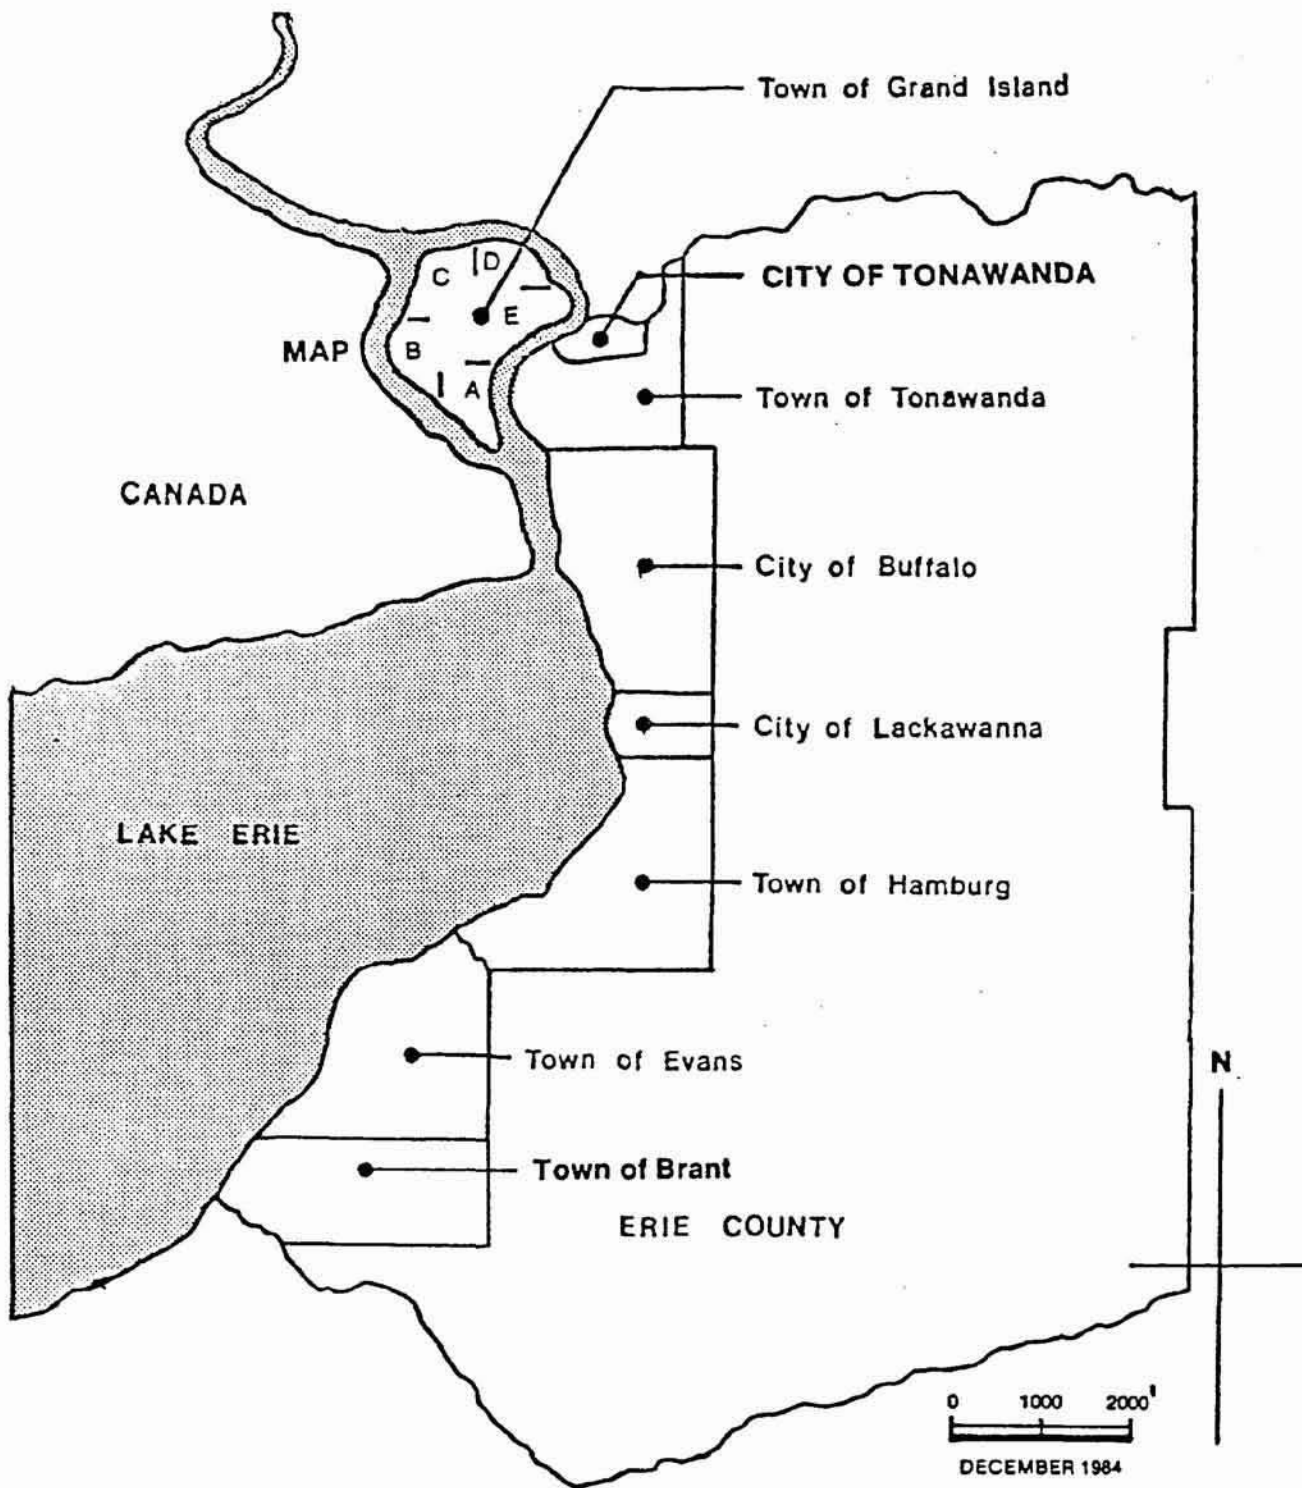 Town of Grand Island
CITY OF TONAWANDA
C
D
E
MAP
B
A
Town of Tonawanda
CANADA
City of Buffalo
City of Lackawanna
LAKE ERIE
Town of Hamburg
Town of Evans
N
Town of Brant
ERIE COUNTY
0 1000 2000'
DECEMBER 1984